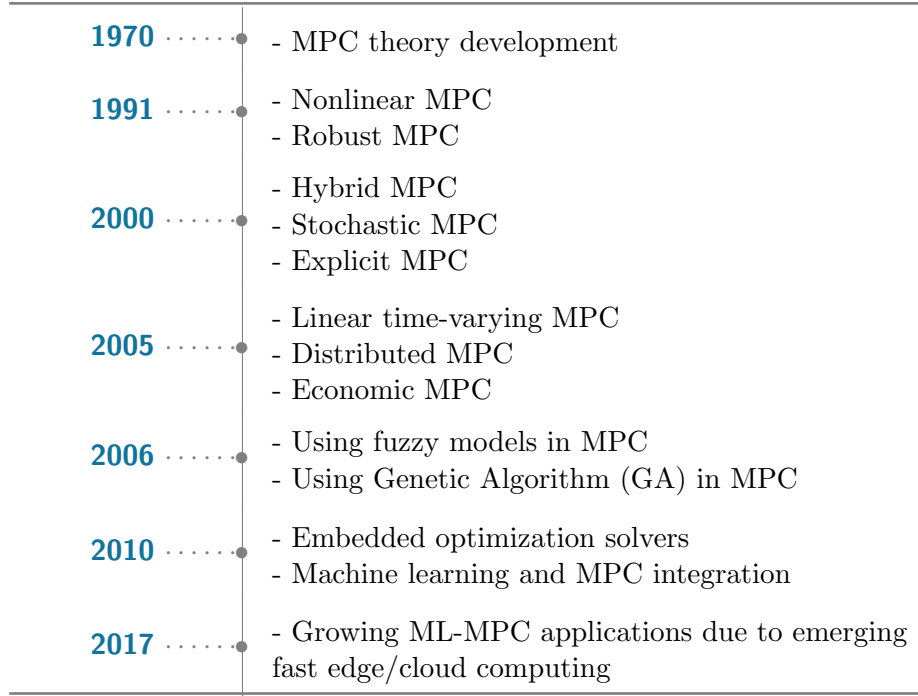 1970
- MPC theory development
1991
- Nonlinear MPC
- Robust MPC
2000
- Hybrid MPC
- Stochastic MPC
- Explicit MPC
2005
- Linear time-varying MPC
- Distributed MPC
- Economic MPC
2006
- Using fuzzy models in MPC
- Using Genetic Algorithm (GA) in MPC
2010
- Embedded optimization solvers
- Machine learning and MPC integration
2017
- Growing ML-MPC applications due to emerging
fast edge/cloud computing